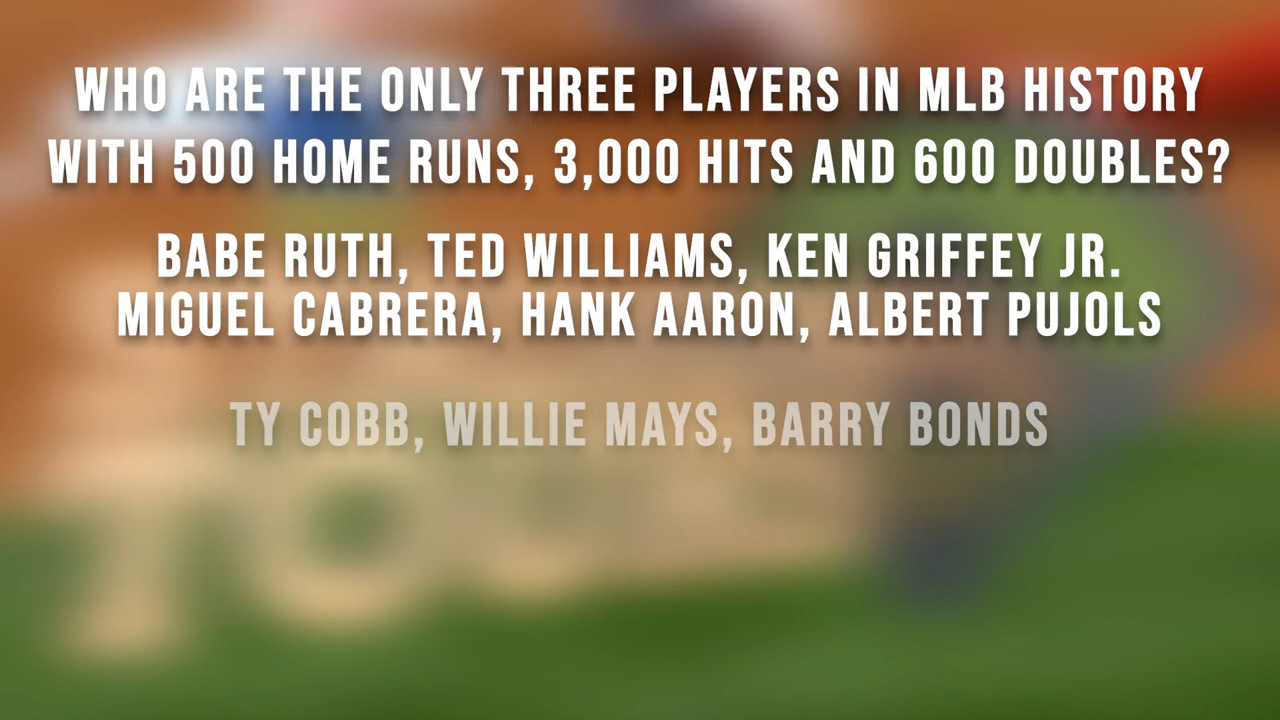 WHO ARE THE ONLY THREE PLAYERS IN MLB HISTORY
WITH 500 HOME RUNS, 3,000 HITS AND 600 DOUBLES?
BABE RUTH, TED WILLIAMS, KEN GRIFFEY JR.
MIGUEL CABRERA, HANK AARON, ALBERT PUJOLS
TY COBB, WILLIE MAYS, BARRY BONDS